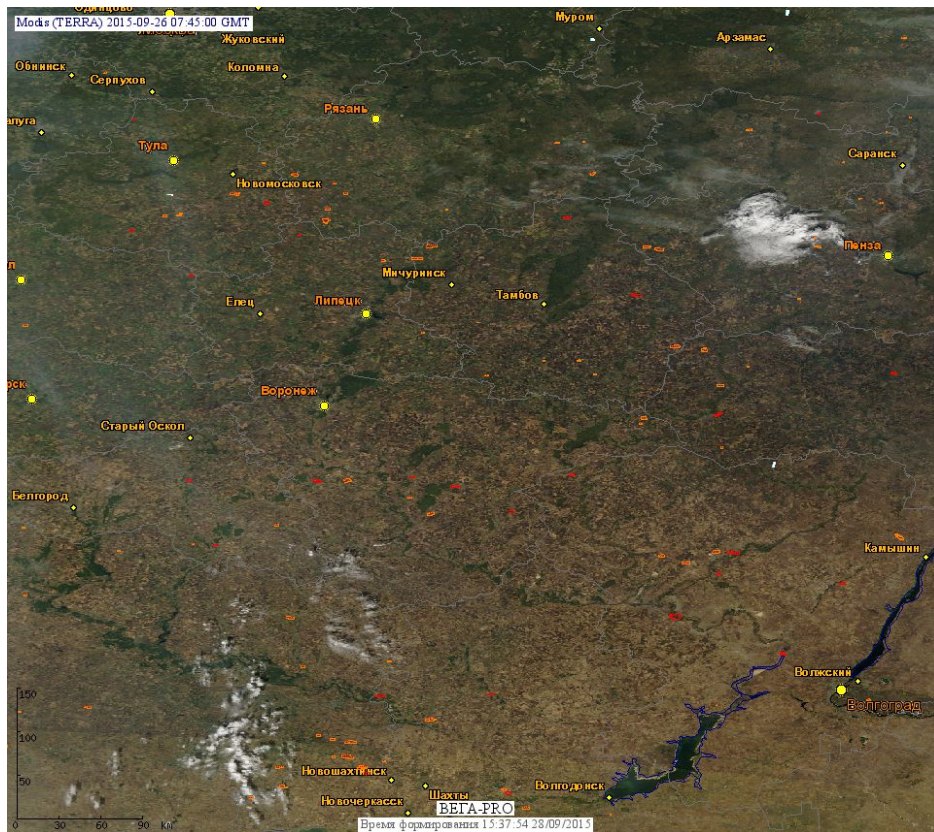 Одинцово
Modis (TERRA) 2015-09-26 07:45:00 GMT
Муром
Жуковский
Арзамас
Обнинск
Коломна
Серпухов
Рязань
Тула
Саранск
Новомосковск
Пенза
Мичуринск
Тамбов
Елец
Липецк
Воронеж
Старый Оскол
Белгород
Камышин
Волжский
Волгоград
150
100
50
Новошахтинск
Волгодонск
Шахты
Новочеркасск
ВЕГА-PRO
0 30 60 90 км
Время формирования 15:37:54 28/09/2015